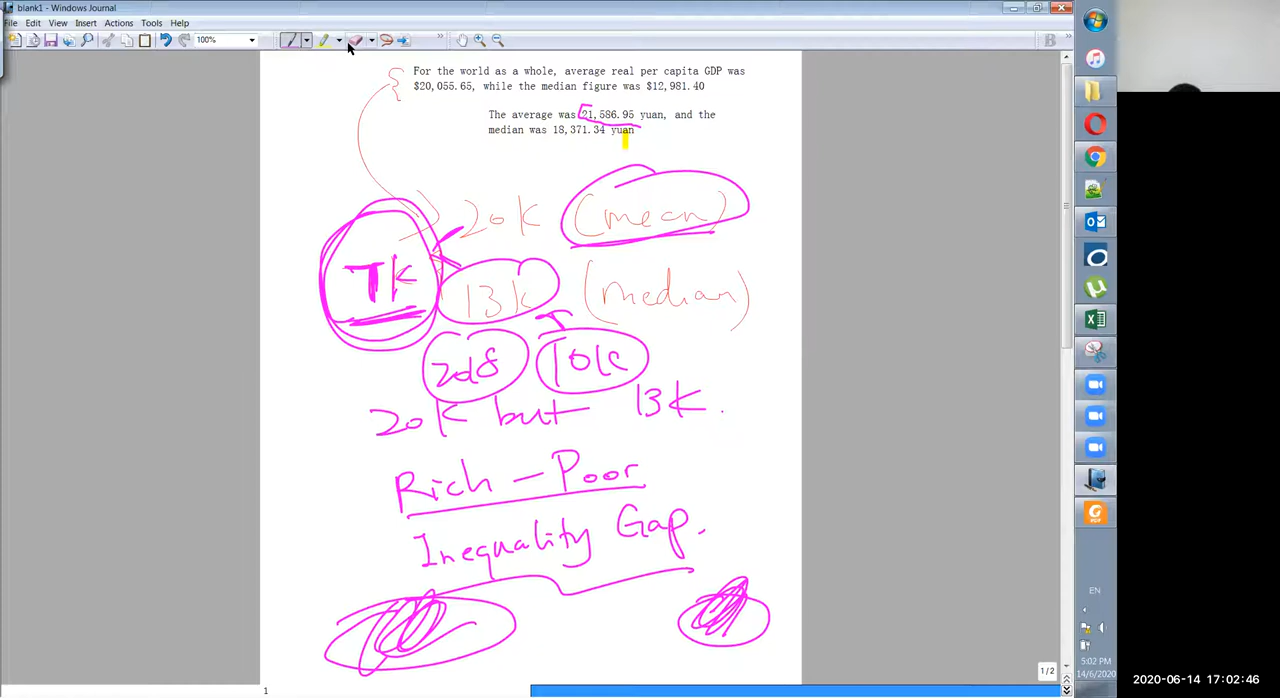 blank1 - Windows Journal
File Edit View Insert Actions Tools Help
100%
B
For the world as a whole, average real per capita GDP was
$20,055.65, while the median figure was $12,981.40
The average was 21,586.95 yuan, and the
median was 18,371.34 yuan
20K (mean)
7K 13K (median)
10K
20K but 13K.
Rich - Poor
Inequality Gap.
1/2
1
EN
5:02 PM
14/6/2020
2020-06-14 17:02:46